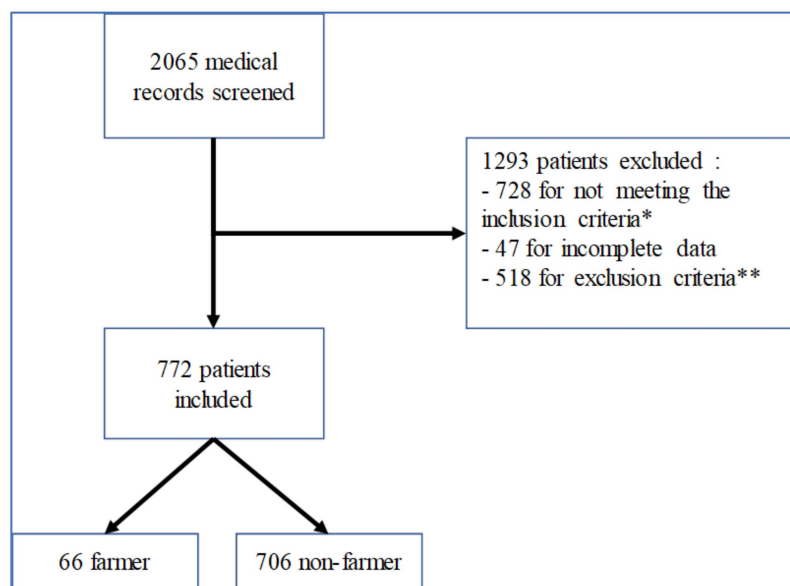 2065 medical
records screened
1293 patients excluded :
- 728 for not meeting the
inclusion criteria*
- 47 for incomplete data
- 518 for exclusion criteria**
772 patients
included
66 farmer
706 non-farmer